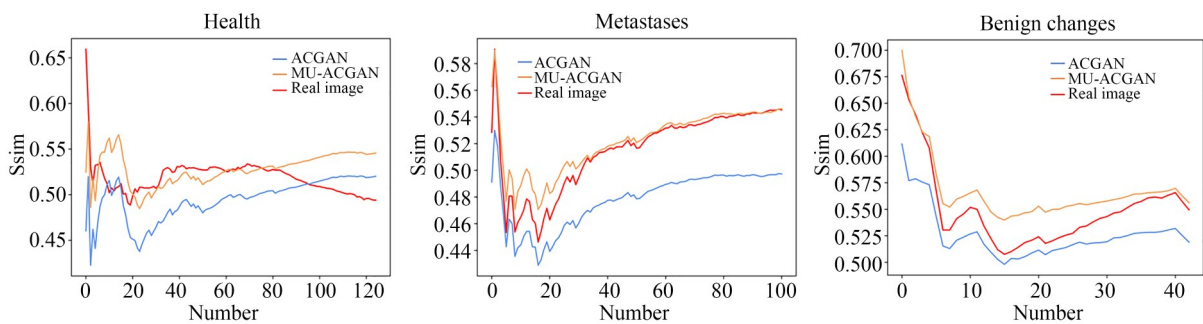 Health
Ssim
0.65
0.60
0.55
0.50
0.45
ACGAN
MU-ACGAN
Real image
0 20 40 60 80 100 120
Number
Metastases
0.58
0.56
0.54
0.52
0.50
0.48
0.46
0.44
ACGAN
MU-ACGAN
Real image
0 20 40 60 80 100
Number
Benign changes
Ssim
0.700
0.675
0.650
0.625
0.600
0.575
0.550
0.525
0.500
ACGAN
MU-ACGAN
Real image
0 10 20 30 40
Number